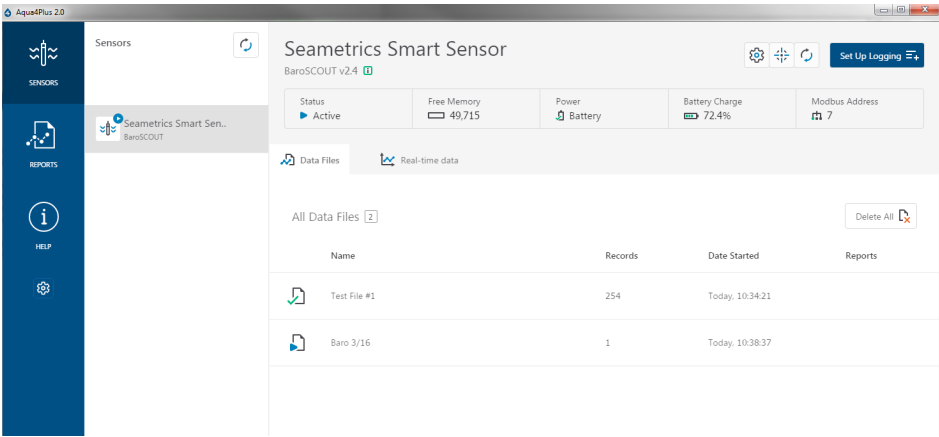 Aqua4Plus 2.0
SENSORS
REPORTS
HELP
Sensors
Seametrics Smart Sen..
BaroSCOUT
Seametrics Smart Sensor
BaroSCOUT v2.4
Set Up Logging
Status Free Memory Power Battery Charge Modbus Address
Active 49,715 Battery 72.4% 7
Data Files Real-time data
All Data Files 2 Delete All
Name Records Date Started Reports
Test File #1 254 Today, 10:34:21
Baro 3/16 1 Today, 10:38:37